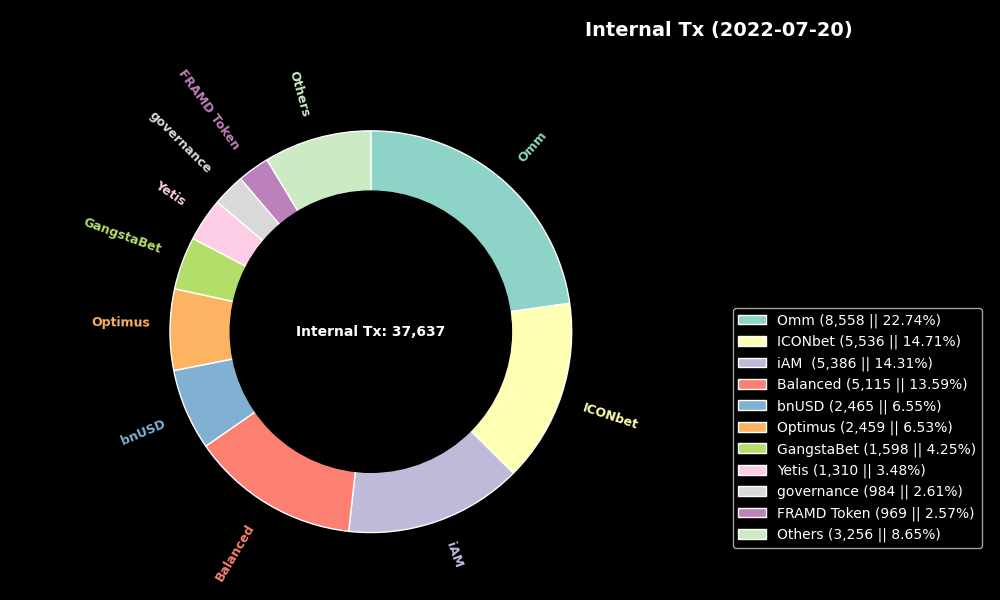 Internal Tx (2022-07-20)
Others
FRAMD Token
governance
Yetis
GangstaBet
Optimus
bnUSD
Balanced
iAM
ICONbet
Omm
Internal Tx: 37,637
Omm (8,558 || 22.74%)
ICONbet (5,536 || 14.71%)
iAM  (5,386 || 14.31%)
Balanced (5,115 || 13.59%)
bnUSD (2,465 || 6.55%)
Optimus (2,459 || 6.53%)
GangstaBet (1,598 || 4.25%)
Yetis (1,310 || 3.48%)
governance (984 || 2.61%)
FRAMD Token (969 || 2.57%)
Others (3,256 || 8.65%)